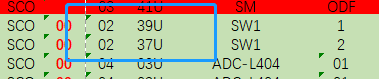 SCO 03 41U SM ODF
SCO 00 02 39U SW1 1
SCO 00 02 37U SW1 2
SCO 00 04 03U ADC-L404 01